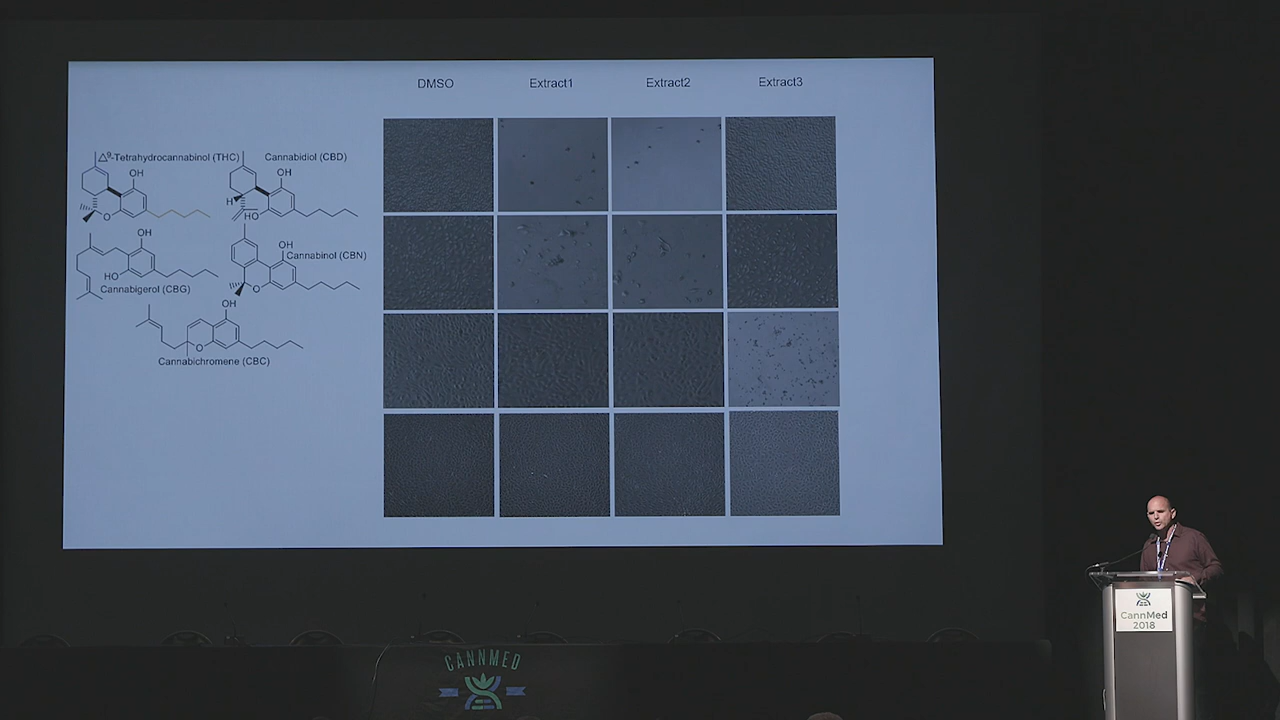 DMSO
Extract1
Extract2
Extract3
Δ⁹-Tetrahydrocannabinol (THC)
Cannabidiol (CBD)
OH
OH
H
O
HO
OH
OH
Cannabinol (CBN)
HO
O
Cannabigerol (CBG)
OH
O
Cannabichromene (CBC)
CannMed
2018
CANNMED